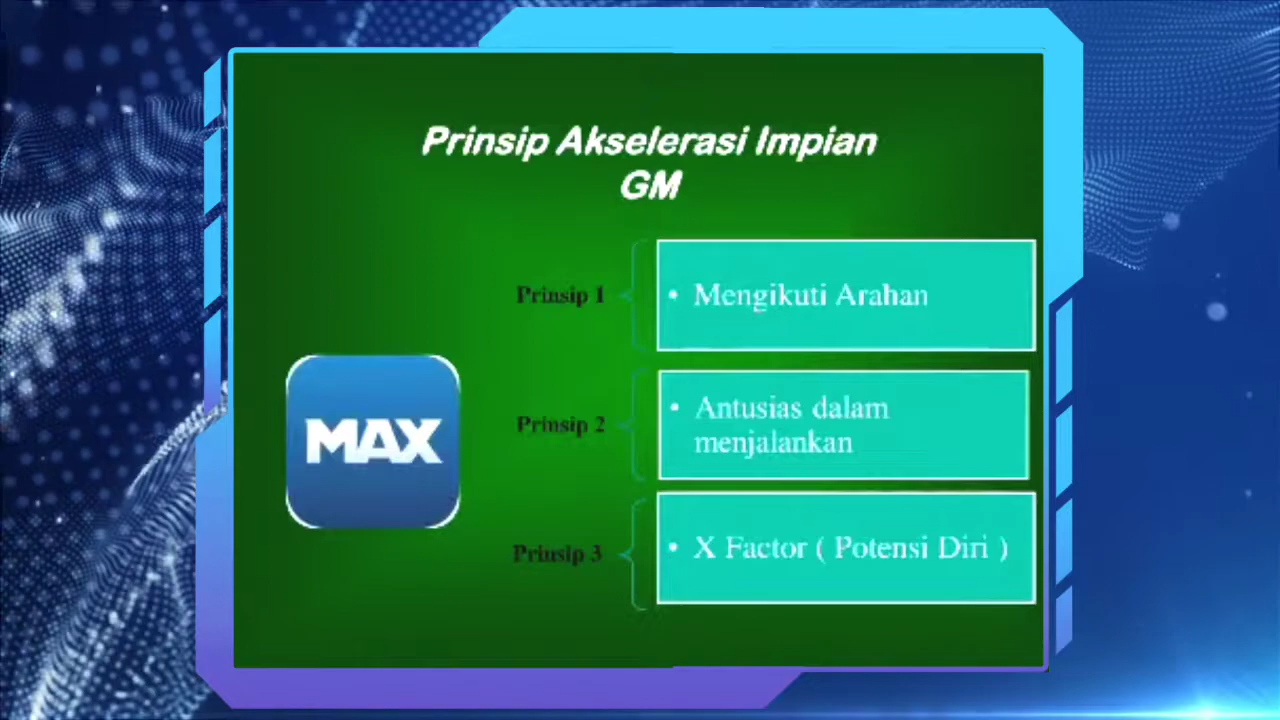 Prinsip Akselerasi Impian
GM
Prinsip 1
• Mengikuti Arahan
MAX
Prinsip 2
• Antusias dalam
menjalankan
Prinsip 3
• X Factor ( Potensi Diri )